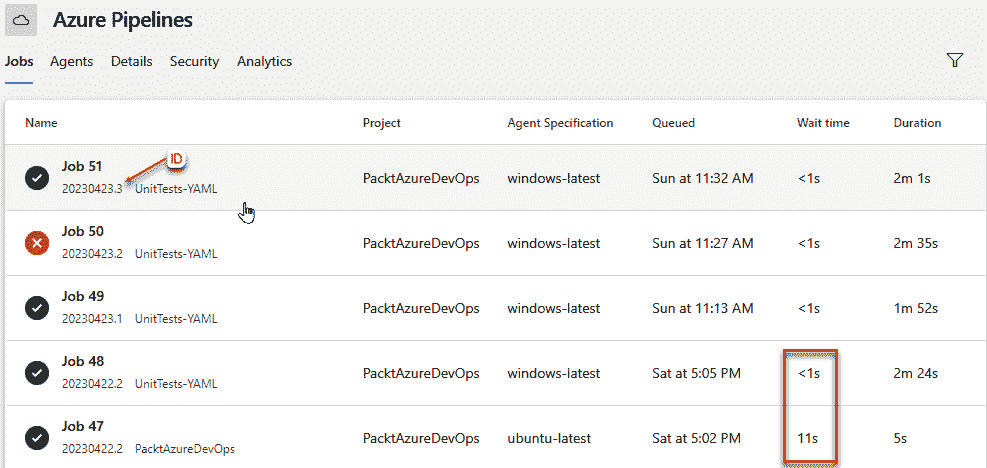 Azure Pipelines
Jobs Agents Details Security Analytics
Name Project Agent Specification Queued Wait time Duration
Job 51
ID
20230423.3 UnitTests-YAML
PacktAzureDevOps windows-latest Sun at 11:32 AM <1s 2m 1s
Job 50
20230423.2 UnitTests-YAML
PacktAzureDevOps windows-latest Sun at 11:27 AM <1s 2m 35s
Job 49
20230423.1 UnitTests-YAML
PacktAzureDevOps windows-latest Sun at 11:13 AM <1s 1m 52s
Job 48
20230422.2 UnitTests-YAML
PacktAzureDevOps windows-latest Sat at 5:05 PM <1s 2m 24s
Job 47
20230422.2 PacktAzureDevOps
PacktAzureDevOps ubuntu-latest Sat at 5:02 PM 11s 5s